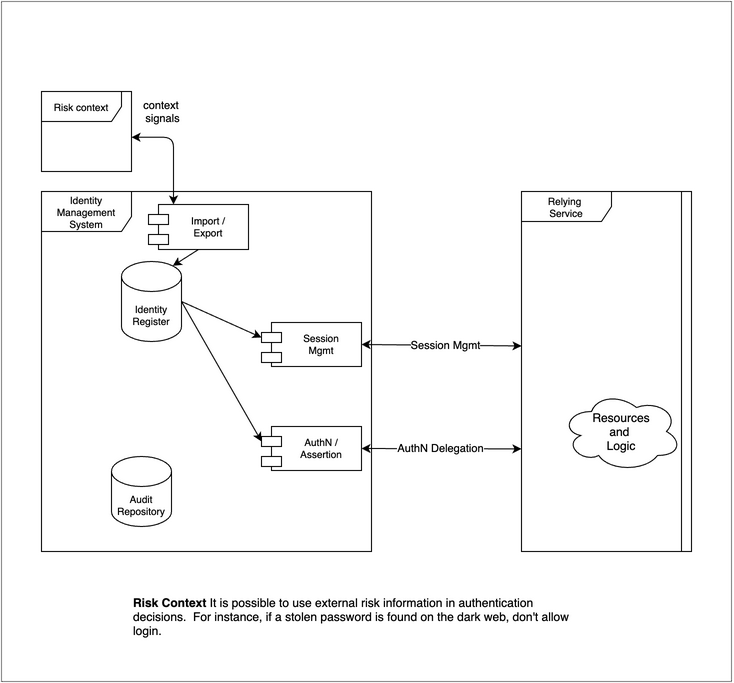 Risk context
context
signals
Identity
Management
System
Import /
Export
Relying
Service
Identity
Register
Session
Mgmt
Session Mgmt
Resources
and
Logic
AuthN /
Assertion
AuthN Delegation
Audit
Repository
Risk Context It is possible to use external risk information in authentication
decisions.  For instance, if a stolen password is found on the dark web, don't allow
login.